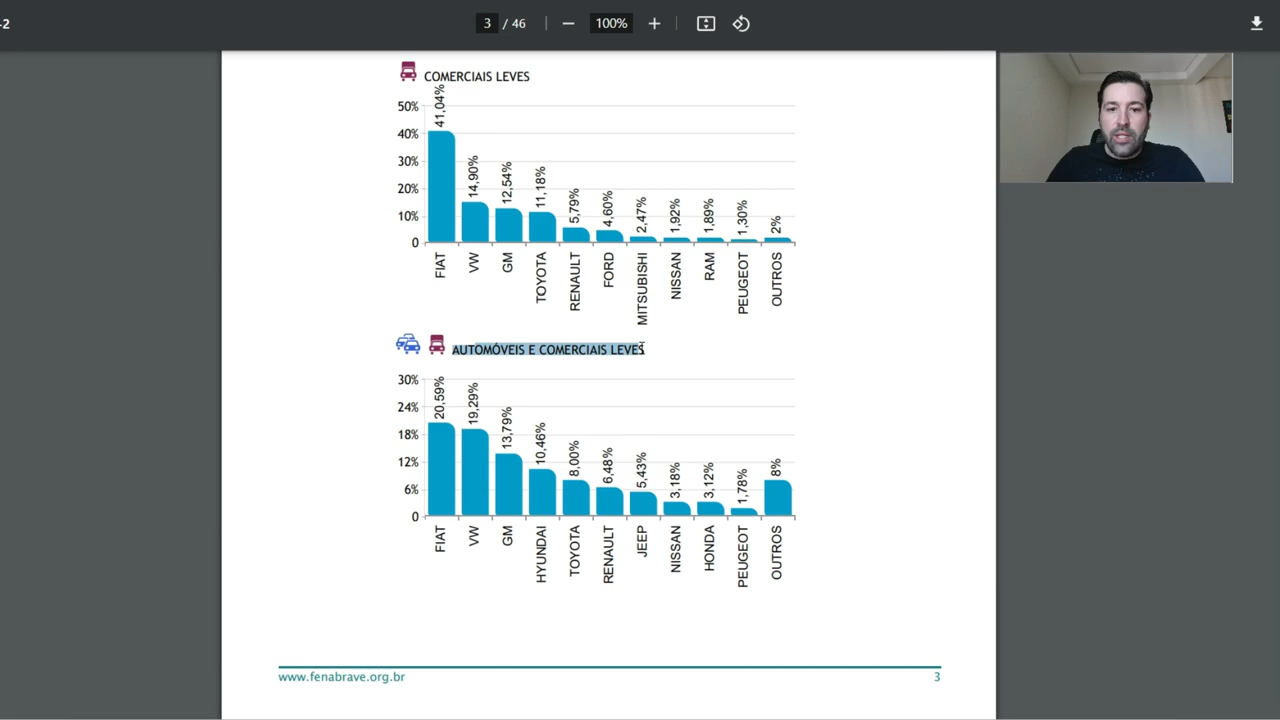 -2
3 / 46
100%
COMERCIAIS LEVES
50%
40%
30%
20%
10%
0
41,04%
14,90%
12,54%
11,18%
5,79%
4,60%
2,47%
1,92%
1,89%
1,30%
2%
FIAT
VW
GM
TOYOTA
RENAULT
FORD
MITSUBISHI
NISSAN
RAM
PEUGEOT
OUTROS
AUTOMÓVEIS E COMERCIAIS LEVES
30%
24%
18%
12%
6%
0
20,59%
19,29%
13,79%
10,46%
8,00%
6,48%
5,43%
3,18%
3,12%
1,78%
8%
FIAT
VW
GM
HYUNDAI
TOYOTA
RENAULT
JEEP
NISSAN
HONDA
PEUGEOT
OUTROS
www.fenabrave.org.br
3